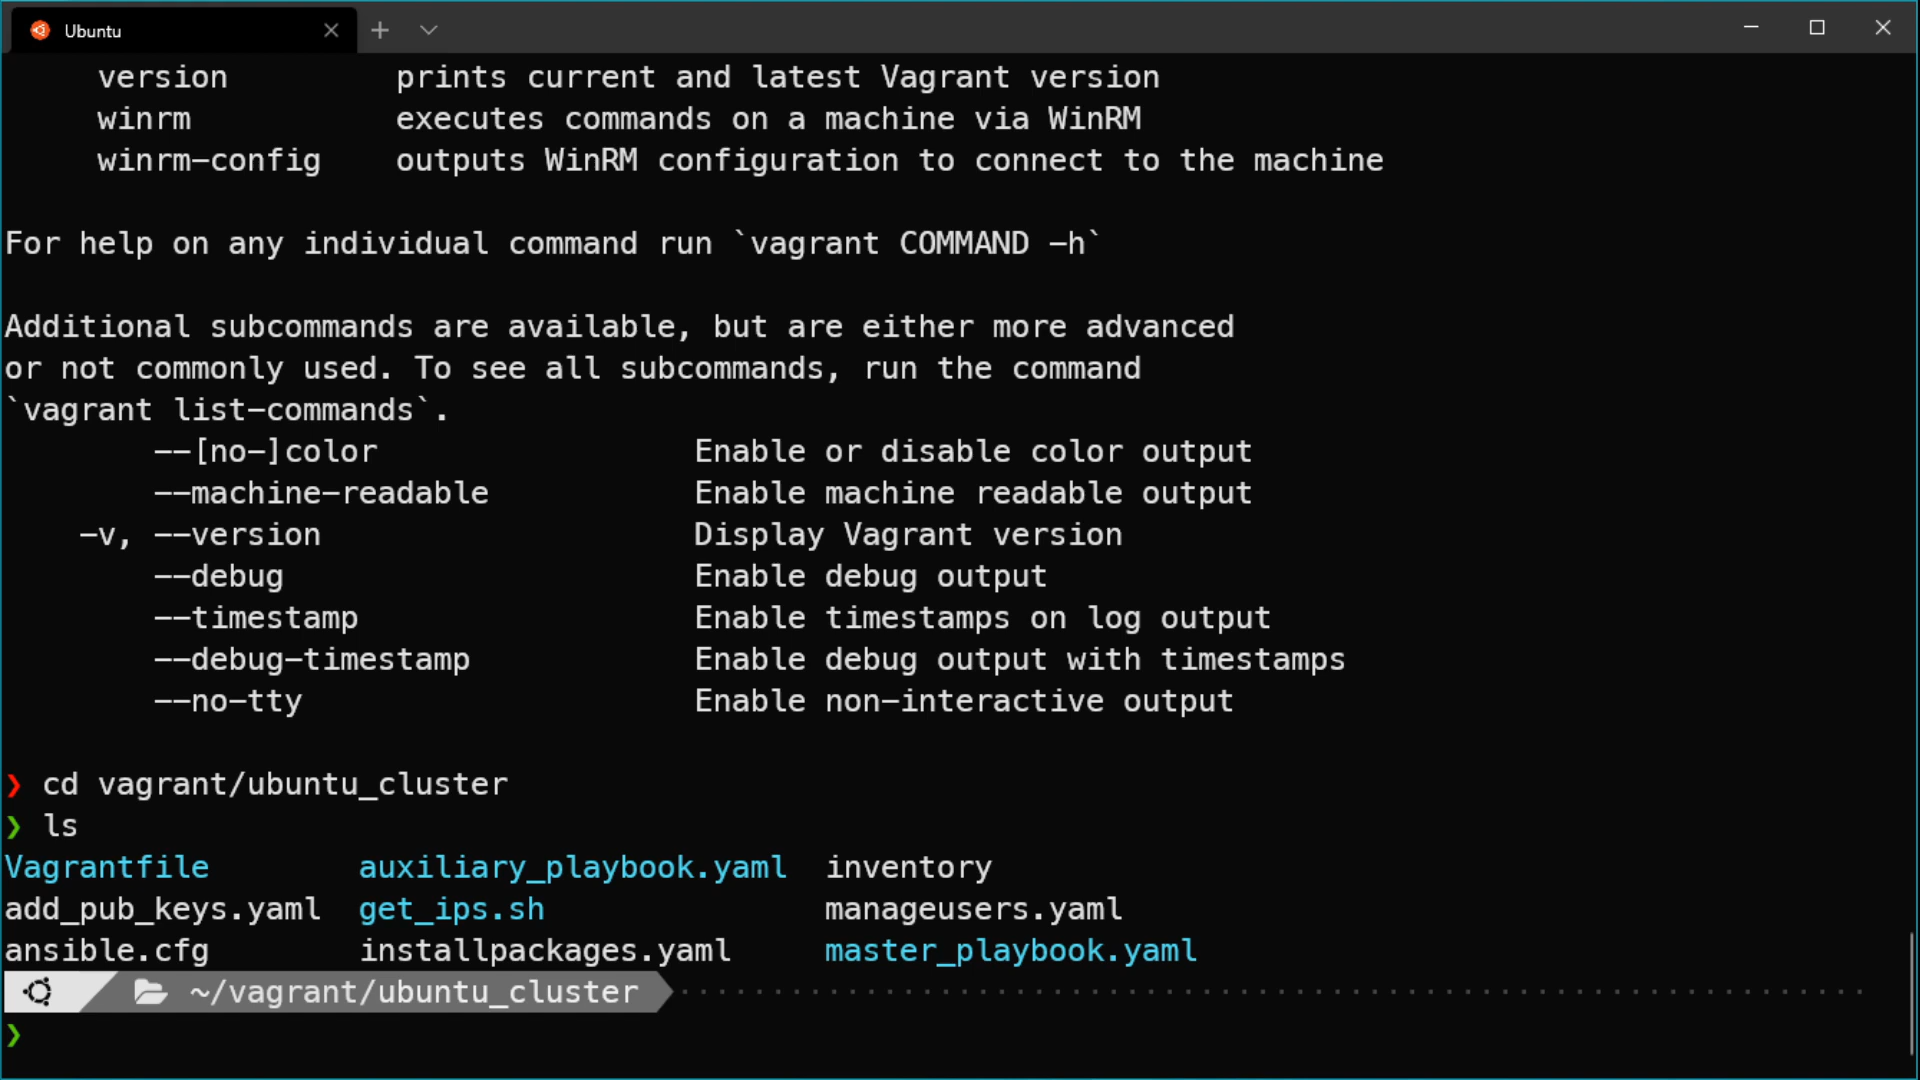 Ubuntu
version prints current and latest Vagrant version
winrm executes commands on a machine via WinRM
winrm-config outputs WinRM configuration to connect to the machine
For help on any individual command run `vagrant COMMAND -h`
Additional subcommands are available, but are either more advanced
or not commonly used. To see all subcommands, run the command
`vagrant list-commands`.
--[no-]color Enable or disable color output
--machine-readable Enable machine readable output
-v, --version Display Vagrant version
--debug Enable debug output
--timestamp Enable timestamps on log output
--debug-timestamp Enable debug output with timestamps
--no-tty Enable non-interactive output
❯ cd vagrant/ubuntu_cluster
❯ ls
Vagrantfile auxiliary_playbook.yaml inventory
add_pub_keys.yaml get_ips.sh manageusers.yaml
ansible.cfg installpackages.yaml master_playbook.yaml
~/vagrant/ubuntu_cluster
❯